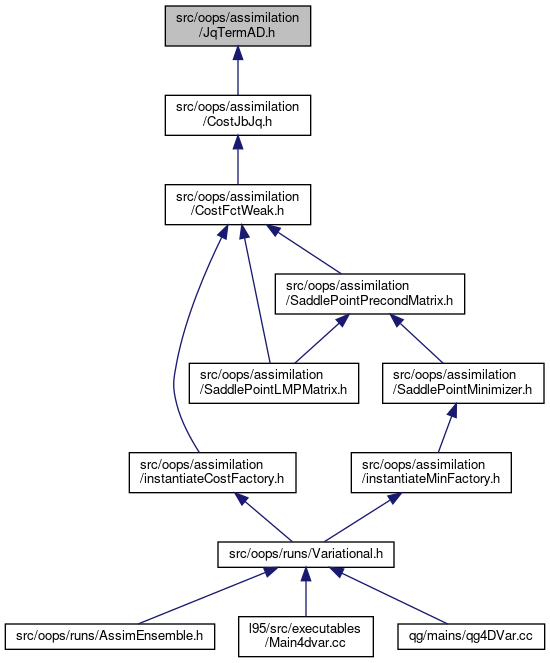 src/oops/assimilation
/JqTermAD.h
src/oops/assimilation
/CostJbJq.h
src/oops/assimilation
/CostFctWeak.h
src/oops/assimilation
/SaddlePointPrecondMatrix.h
src/oops/assimilation
/SaddlePointLMPMatrix.h
src/oops/assimilation
/SaddlePointMinimizer.h
src/oops/assimilation
/instantiateCostFactory.h
src/oops/assimilation
/instantiateMinFactory.h
src/oops/runs/Variational.h
src/oops/runs/AssimEnsemble.h
l95/src/executables
/Main4dvar.cc
qg/mains/qg4DVar.cc